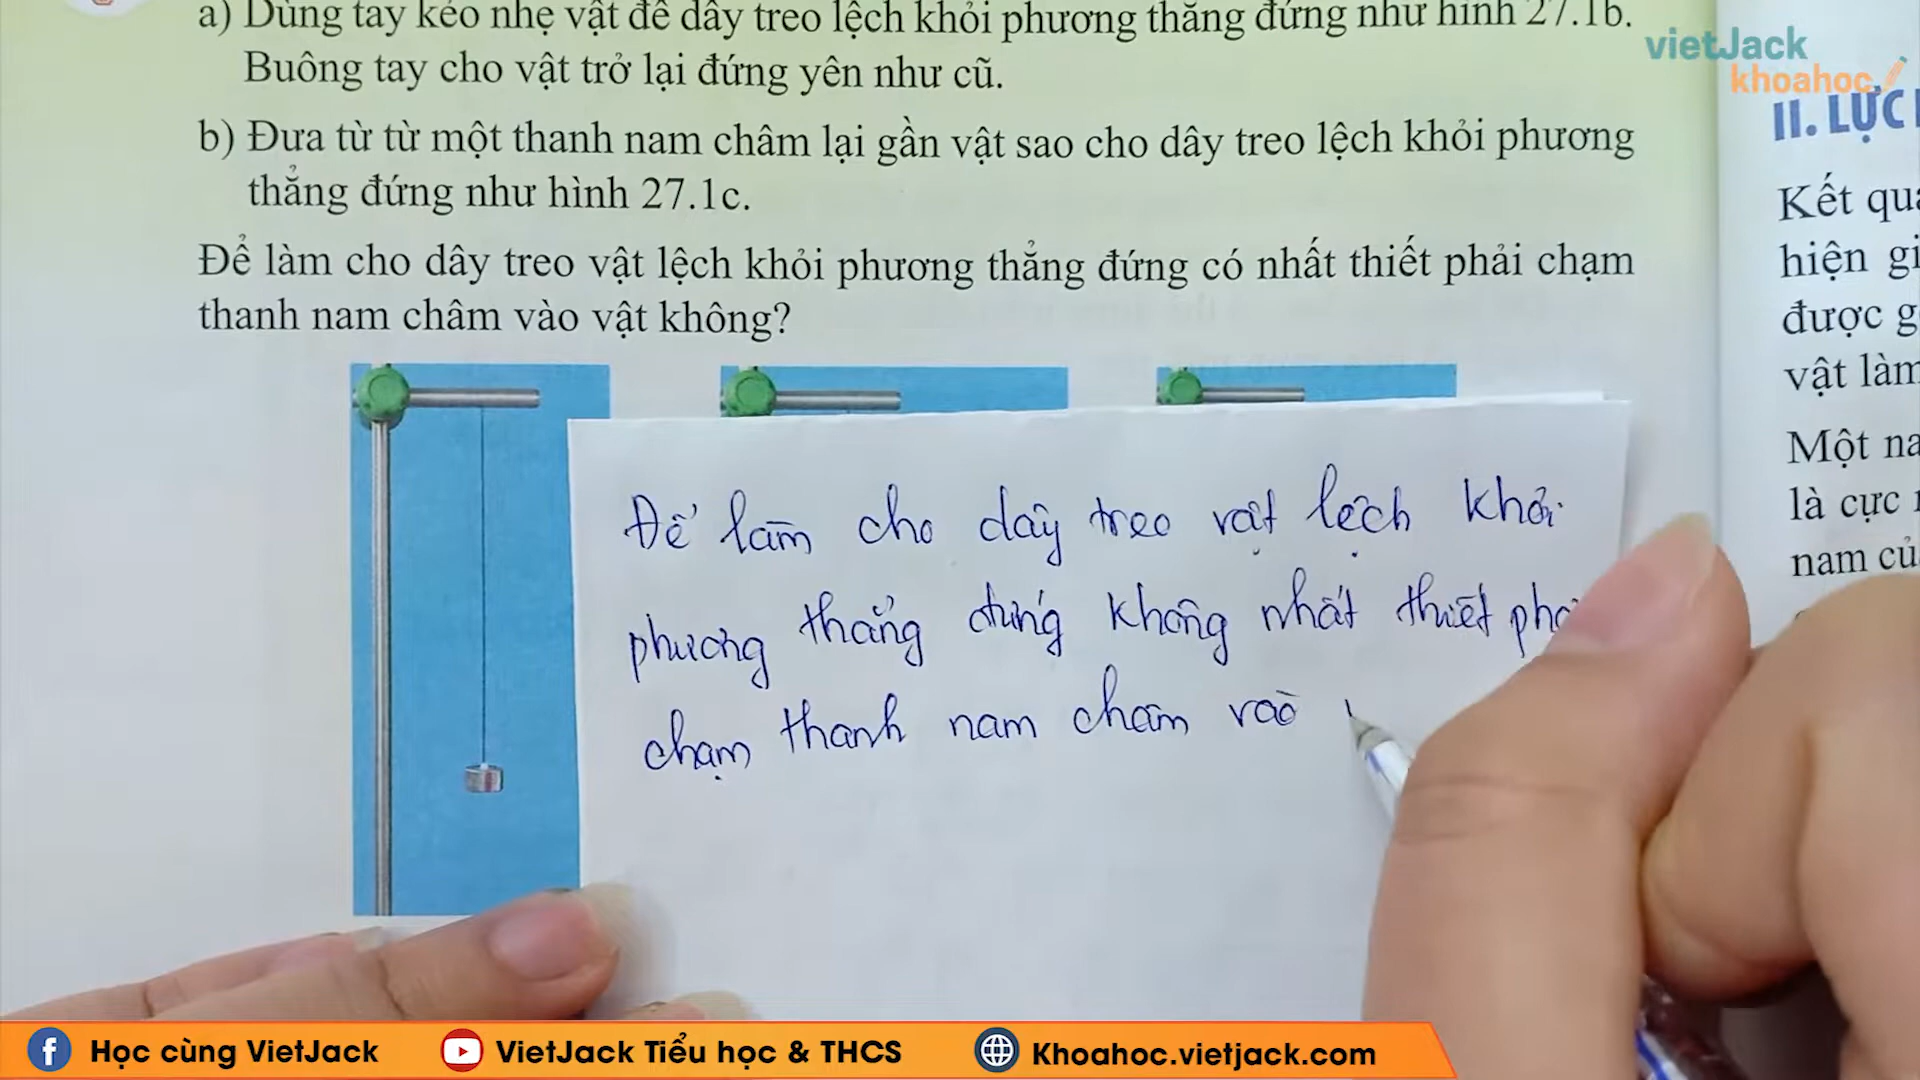 a) Dùng tay kéo nhẹ vật để dây treo lệch khỏi phương thẳng đứng như hình 27.1b.
Buông tay cho vật trở lại đứng yên như cũ.
b) Đưa từ từ một thanh nam châm lại gần vật sao cho dây treo lệch khỏi phương
thẳng đứng như hình 27.1c.
Để làm cho dây treo vật lệch khỏi phương thẳng đứng có nhất thiết phải chạm
thanh nam châm vào vật không?
Để làm cho dây treo vật lệch khỏi
phương thẳng đứng không nhất thiết
chạm thanh nam châm vào
vietJack
khoahoc
II. LỰC
Kết
hiện
được
vật làm
Một
là cực
nam
Học cùng VietJack
VietJack Tiểu học & THCS
Khoahoc.vietjack.com